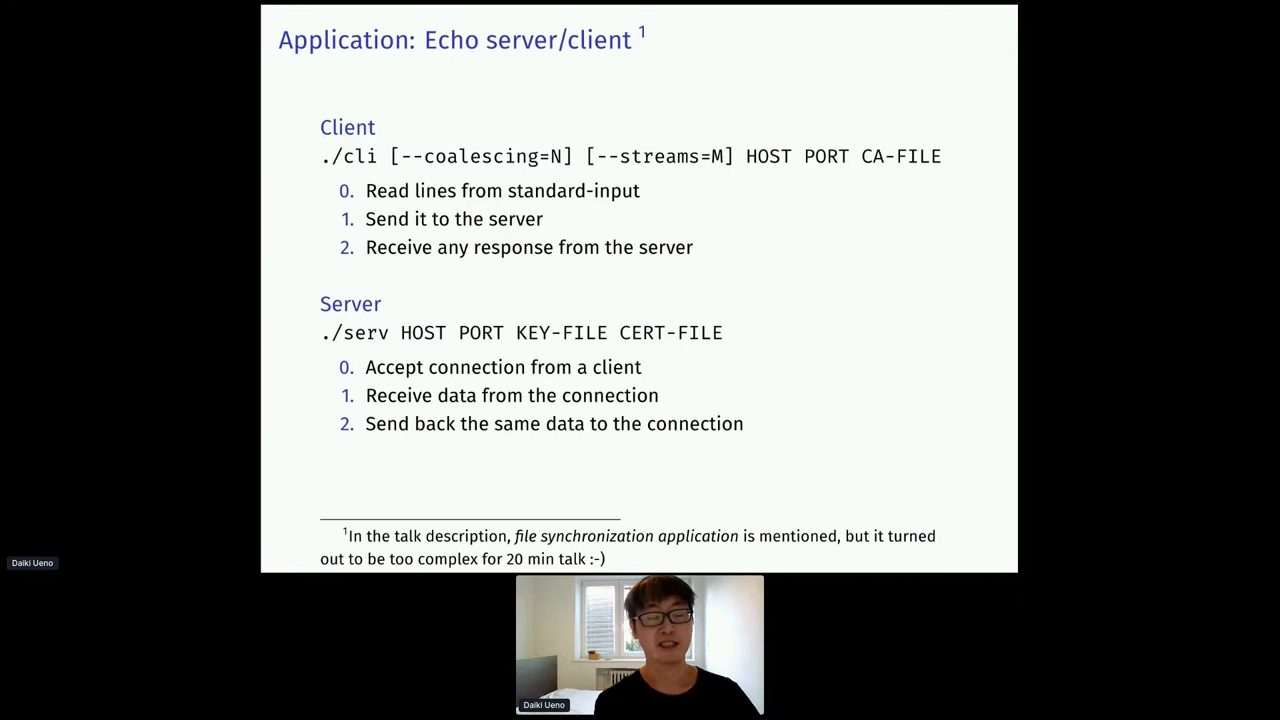 Application: Echo server/client 1
Client
./cli [--coalescing=N] [--streams=M] HOST PORT CA-FILE
0. Read lines from standard-input
1. Send it to the server
2. Receive any response from the server
Server
./serv HOST PORT KEY-FILE CERT-FILE
0. Accept connection from a client
1. Receive data from the connection
2. Send back the same data to the connection
1In the talk description, file synchronization application is mentioned, but it turned
out to be too complex for 20 min talk :-)
Daiki Ueno
Daiki Ueno